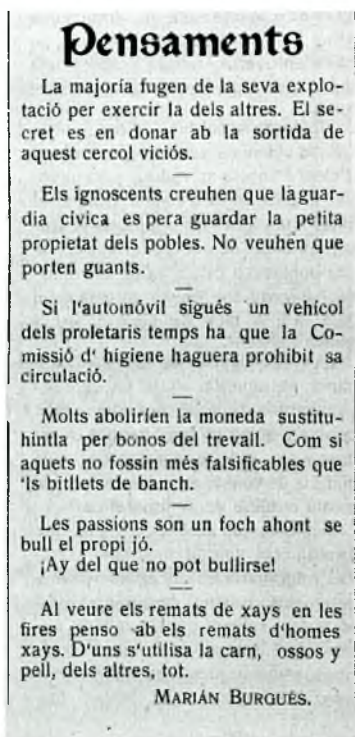 Pensaments
La majoría fugen de la seva explo-
tació per exercir la dels altres. El se-
cret es en donar ab la sortida de
aquest cercol viciós.
Els ignoscents creuhen que la guar-
dia cívica es pera guardar la petita
propietat dels pobles. No veuhen que
porten guants.
Si l'automóvil sigués un vehícol
dels proletaris temps ha que la Co-
missió d' higiene haguera prohibit sa
circulació.
Molts aboliríen la moneda sustitu-
hintla per bonos del trevall. Com si
aquets no fossin més falsificables que
'ls bitllets de banch.
Les passions son un foch ahont se
bull el propi jó.
¡Ay del que no pot bullirse!
Al veure els remats de xays en les
fires penso ab els remats d'homes
xays. D'uns s'utilisa la carn, ossos y
pell, dels altres, tot.
MARIÁN BURGUÉS.